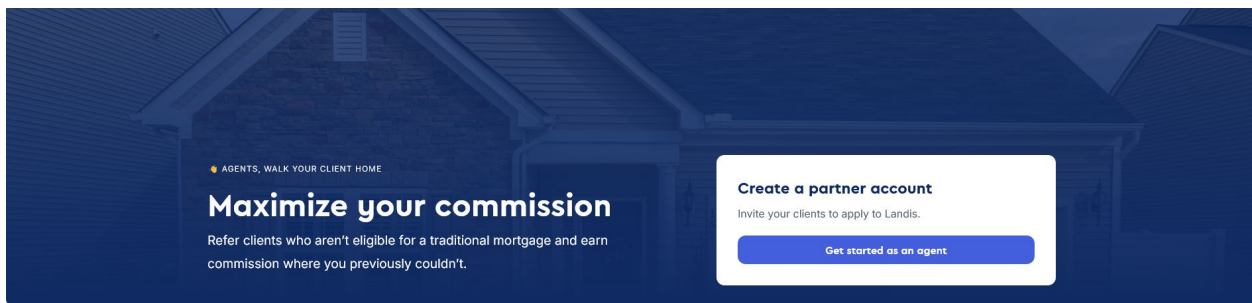 👋 AGENTS, WALK YOUR CLIENT HOME
Maximize your commission
Refer clients who aren’t eligible for a traditional mortgage and earn
commission where you previously couldn’t.
Create a partner account
Invite your clients to apply to Landis.
Get started as an agent